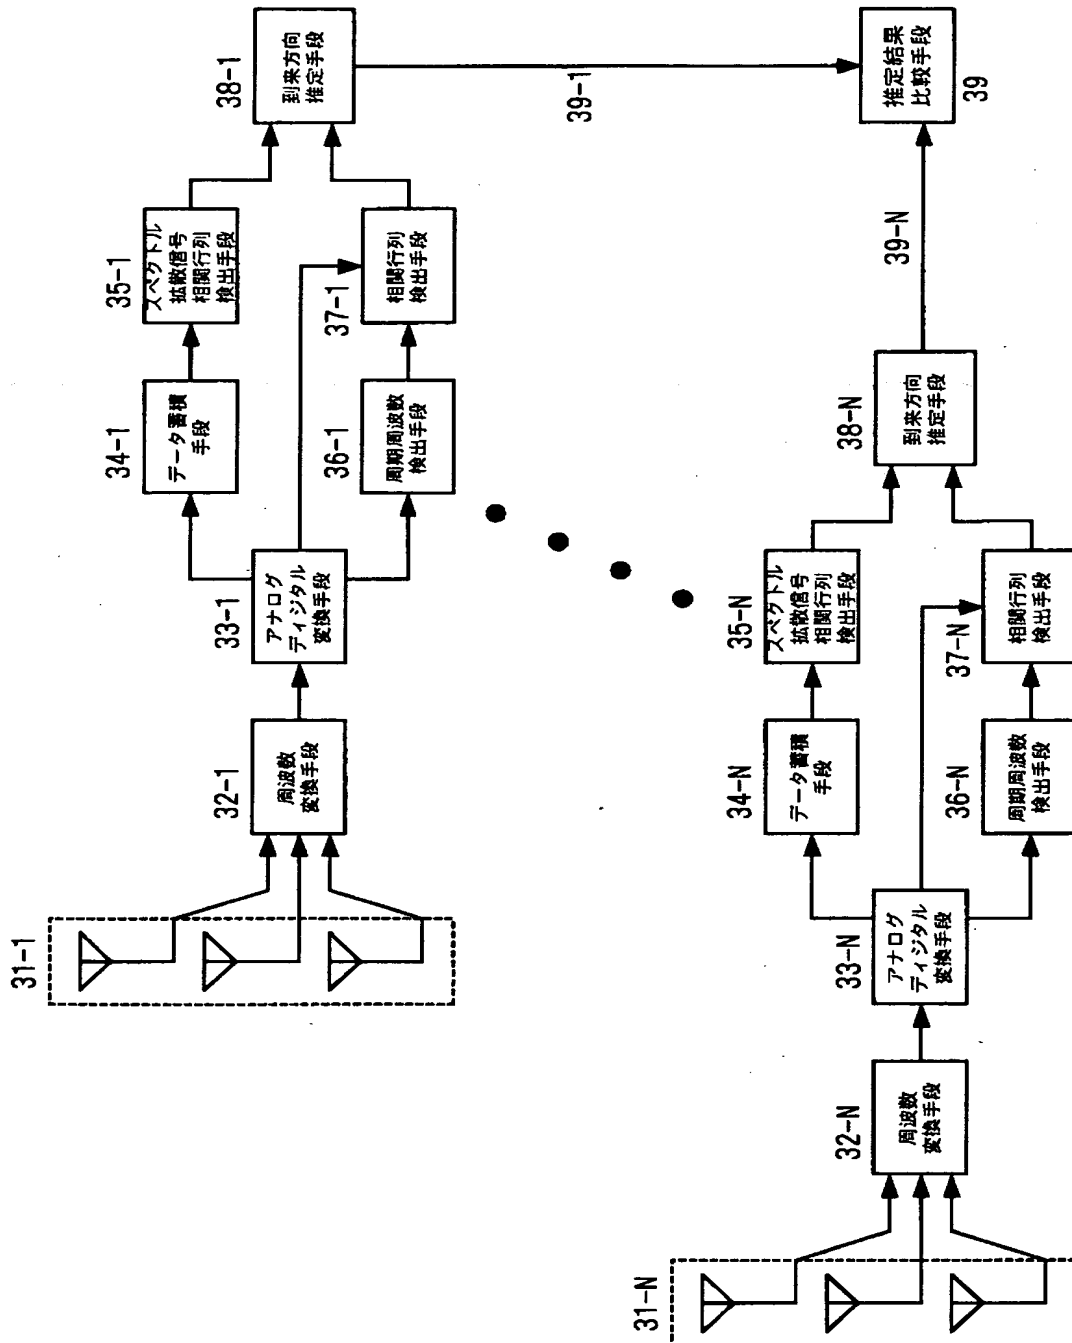 31-1
32-1
周波数
変換手段
33-1
アナログ
ディジタル
変換手段
34-1
データ蓄積
手段
35-1
スペクトル
拡散信号
相関行列
検出手段
36-1
周期周波数
検出手段
37-1
相関行列
検出手段
38-1
到来方向
推定手段
39-1
31-N
32-N
周波数
変換手段
33-N
アナログ
ディジタル
変換手段
34-N
データ蓄積
手段
35-N
スペクトル
拡散信号
相関行列
検出手段
36-N
周期周波数
検出手段
37-N
相関行列
検出手段
38-N
到来方向
推定手段
39-N
推定結果
比較手段
39